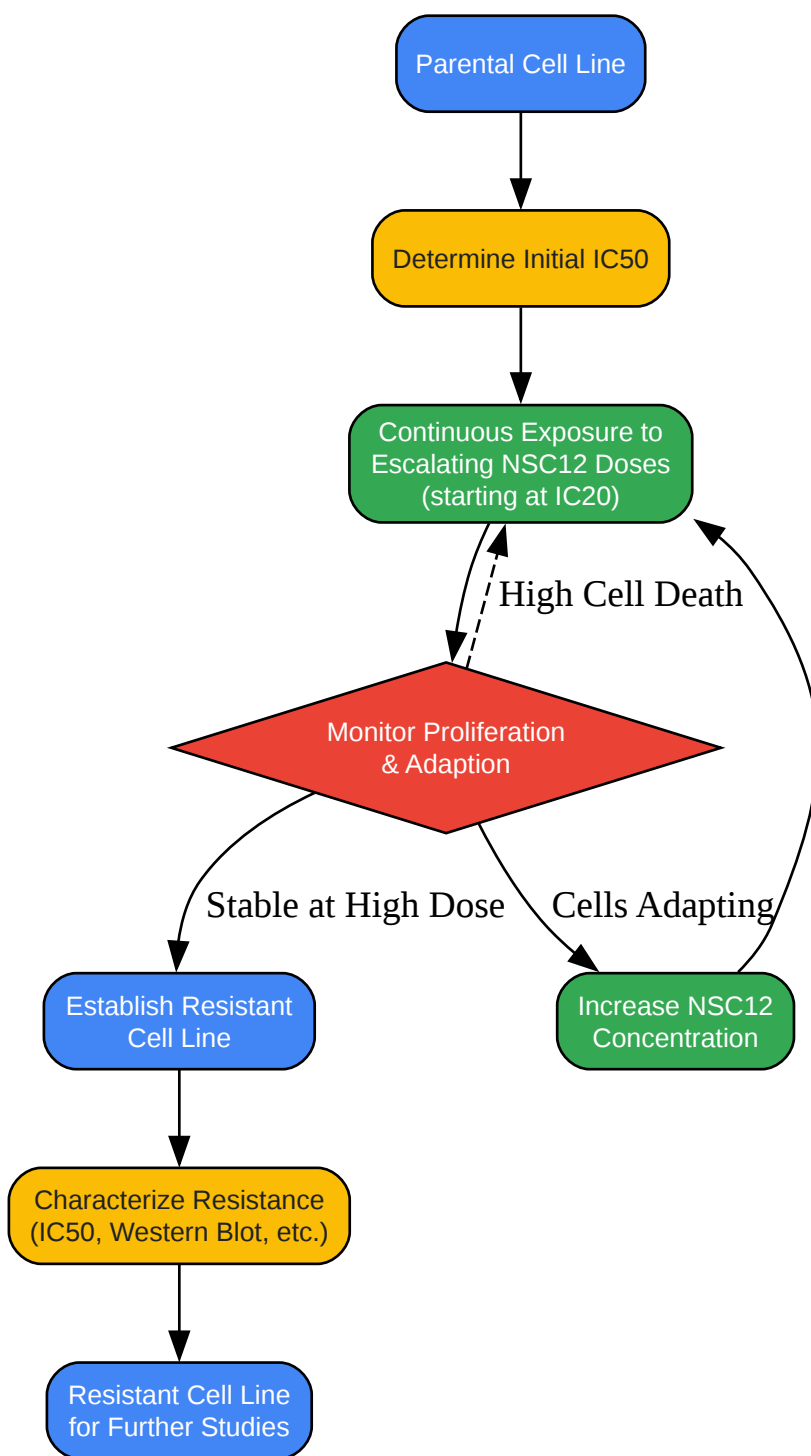 Parental Cell Line
Determine Initial IC50
Continuous Exposure to
Escalating NSC12 Doses
(starting at IC20)
High Cell Death
Monitor Proliferation
& Adaption
Stable at High Dose
Cells Adapting
Establish Resistant
Cell Line
Increase NSC12
Concentration
Characterize Resistance
(IC50, Western Blot, etc.)
Resistant Cell Line
for Further Studies